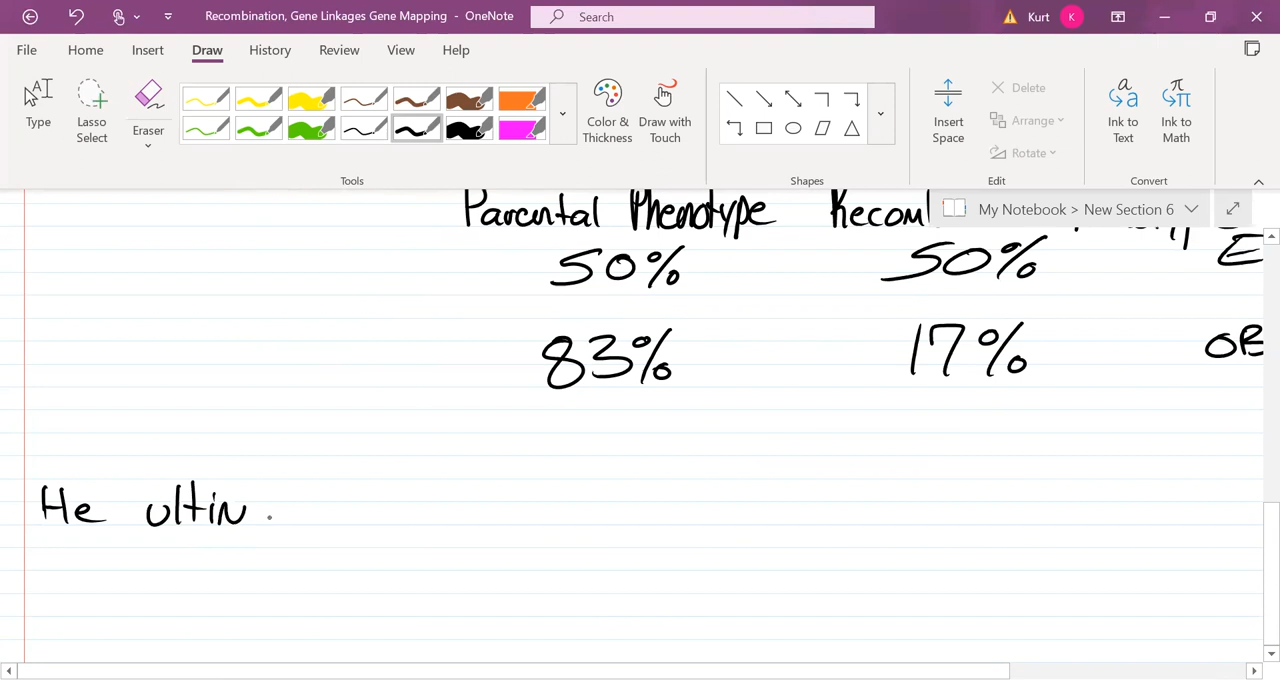 Recombination, Gene Linkages Gene Mapping - OneNote
Search
Kurt
K
File Home Insert Draw History Review View Help
Type
Lasso Select
Eraser
Color & Thickness
Draw with Touch
Insert Space
Delete
Arrange
Rotate
Ink to Text
Ink to Math
Tools
Shapes
Edit
Convert
My Notebook > New Section 6
Parental Phenotype
50% 50%
83% 17%
He ultin